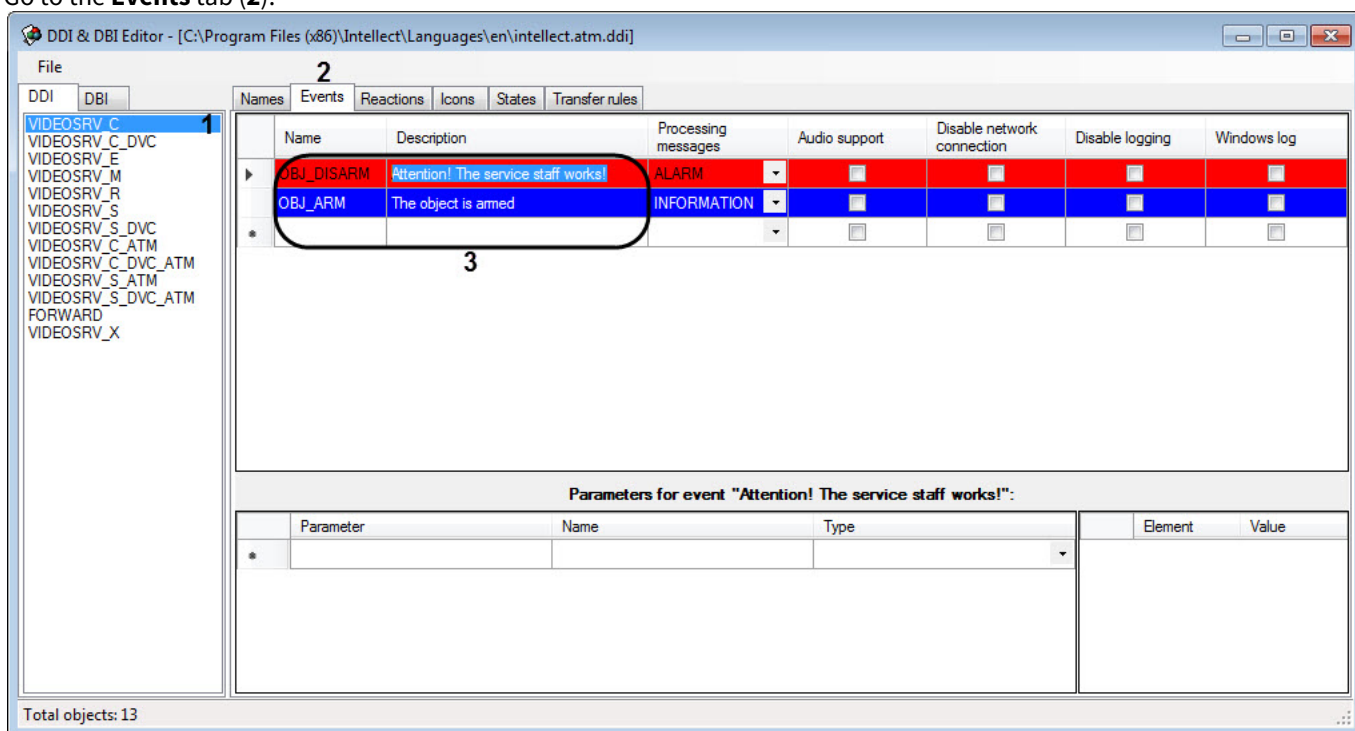 Go to the Events tab (2).
DDI & DBI Editor - [C:\Program Files (x86)\Intellect\Languages\en\intellect.atm.ddi]
File
2
DDI DBI
Names Events Reactions Icons States Transfer rules
VIDEOSRV_C 1
VIDEOSRV_C_DVC
VIDEOSRV_E
VIDEOSRV_M
VIDEOSRV_R
VIDEOSRV_S
VIDEOSRV_S_DVC
VIDEOSRV_C_ATM
VIDEOSRV_C_DVC_ATM
VIDEOSRV_S_ATM
VIDEOSRV_S_DVC_ATM
FORWARD
VIDEOSRV_X
Name Description Processing messages Audio support Disable network connection Disable logging Windows log
OBJ_DISARM Attention! The service staff works! ALARM
OBJ_ARM The object is armed INFORMATION
3
Parameters for event "Attention! The service staff works!":
Parameter Name Type Element Value
Total objects: 13